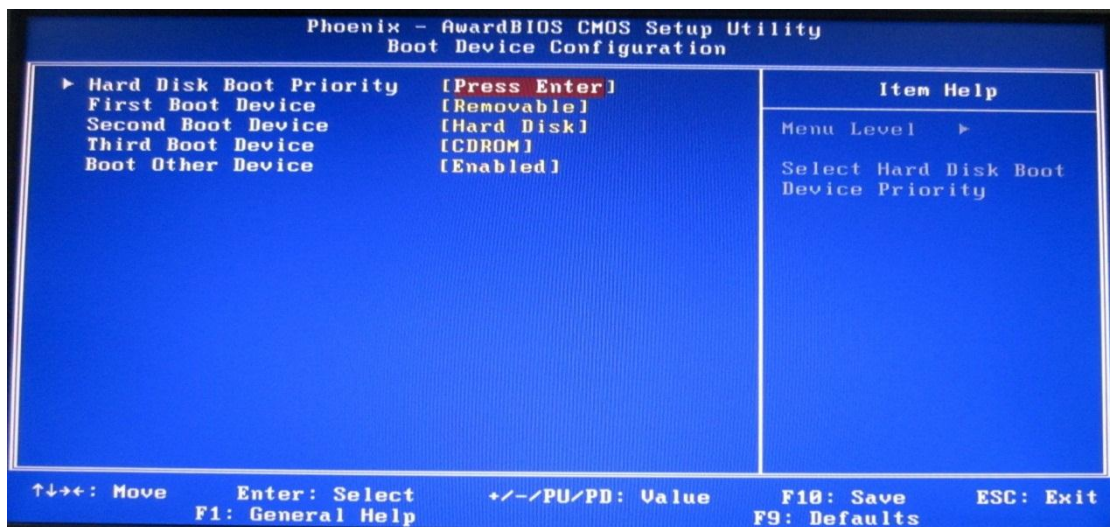 Phoenix - AwardBIOS CMOS Setup Utility
Boot Device Configuration
▶ Hard Disk Boot Priority [Press Enter]
First Boot Device [Removable]
Second Boot Device [Hard Disk]
Third Boot Device [CDROM]
Boot Other Device [Enabled]
Item Help
Menu Level ▶
Select Hard Disk Boot
Device Priority
↑↓→←: Move Enter: Select +/-/PU/PD: Value F10: Save ESC: Exit
F1: General Help F9: Defaults